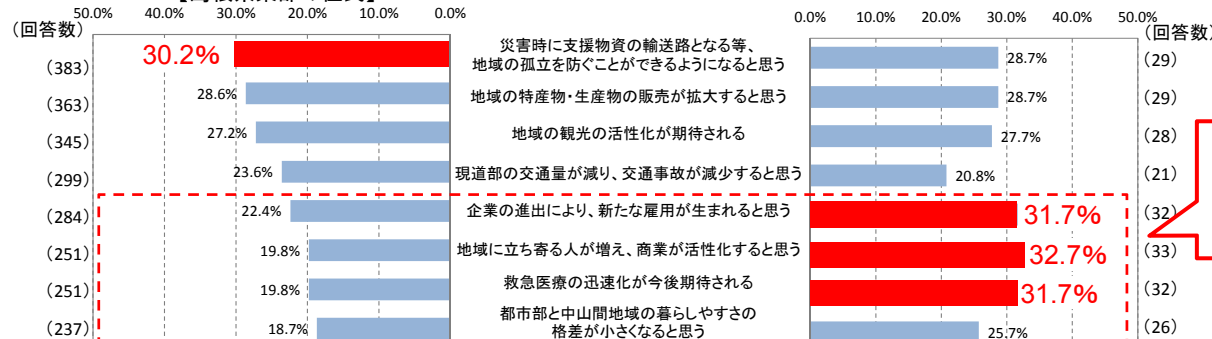 50.0% 40.0% 30.0% 20.0% 10.0% 0.0%
0.0% 10.0% 20.0% 30.0% 40.0% 50.0%
(回答数)
(回答数)
(383) 30.2% 災害時に支援物資の輸送路となる等、
地域の孤立を防ぐことができるようになると思う 28.7% (29)
(363) 28.6% 地域の特産物・生産物の販売が拡大すると思う 28.7% (29)
(345) 27.2% 地域の観光の活性化が期待される 27.7% (28)
(299) 23.6% 現道部の交通量が減り、交通事故が減少すると思う 20.8% (21)
(284) 22.4% 企業の進出により、新たな雇用が生まれると思う 31.7% (32)
(251) 19.8% 地域に立ち寄る人が増え、商業が活性化すると思う 32.7% (33)
(251) 19.8% 救急医療の迅速化が今後期待される 31.7% (32)
(237) 18.7% 都市部と中山間地域の暮らしやすさの
格差が小さくなると思う 25.7% (26)